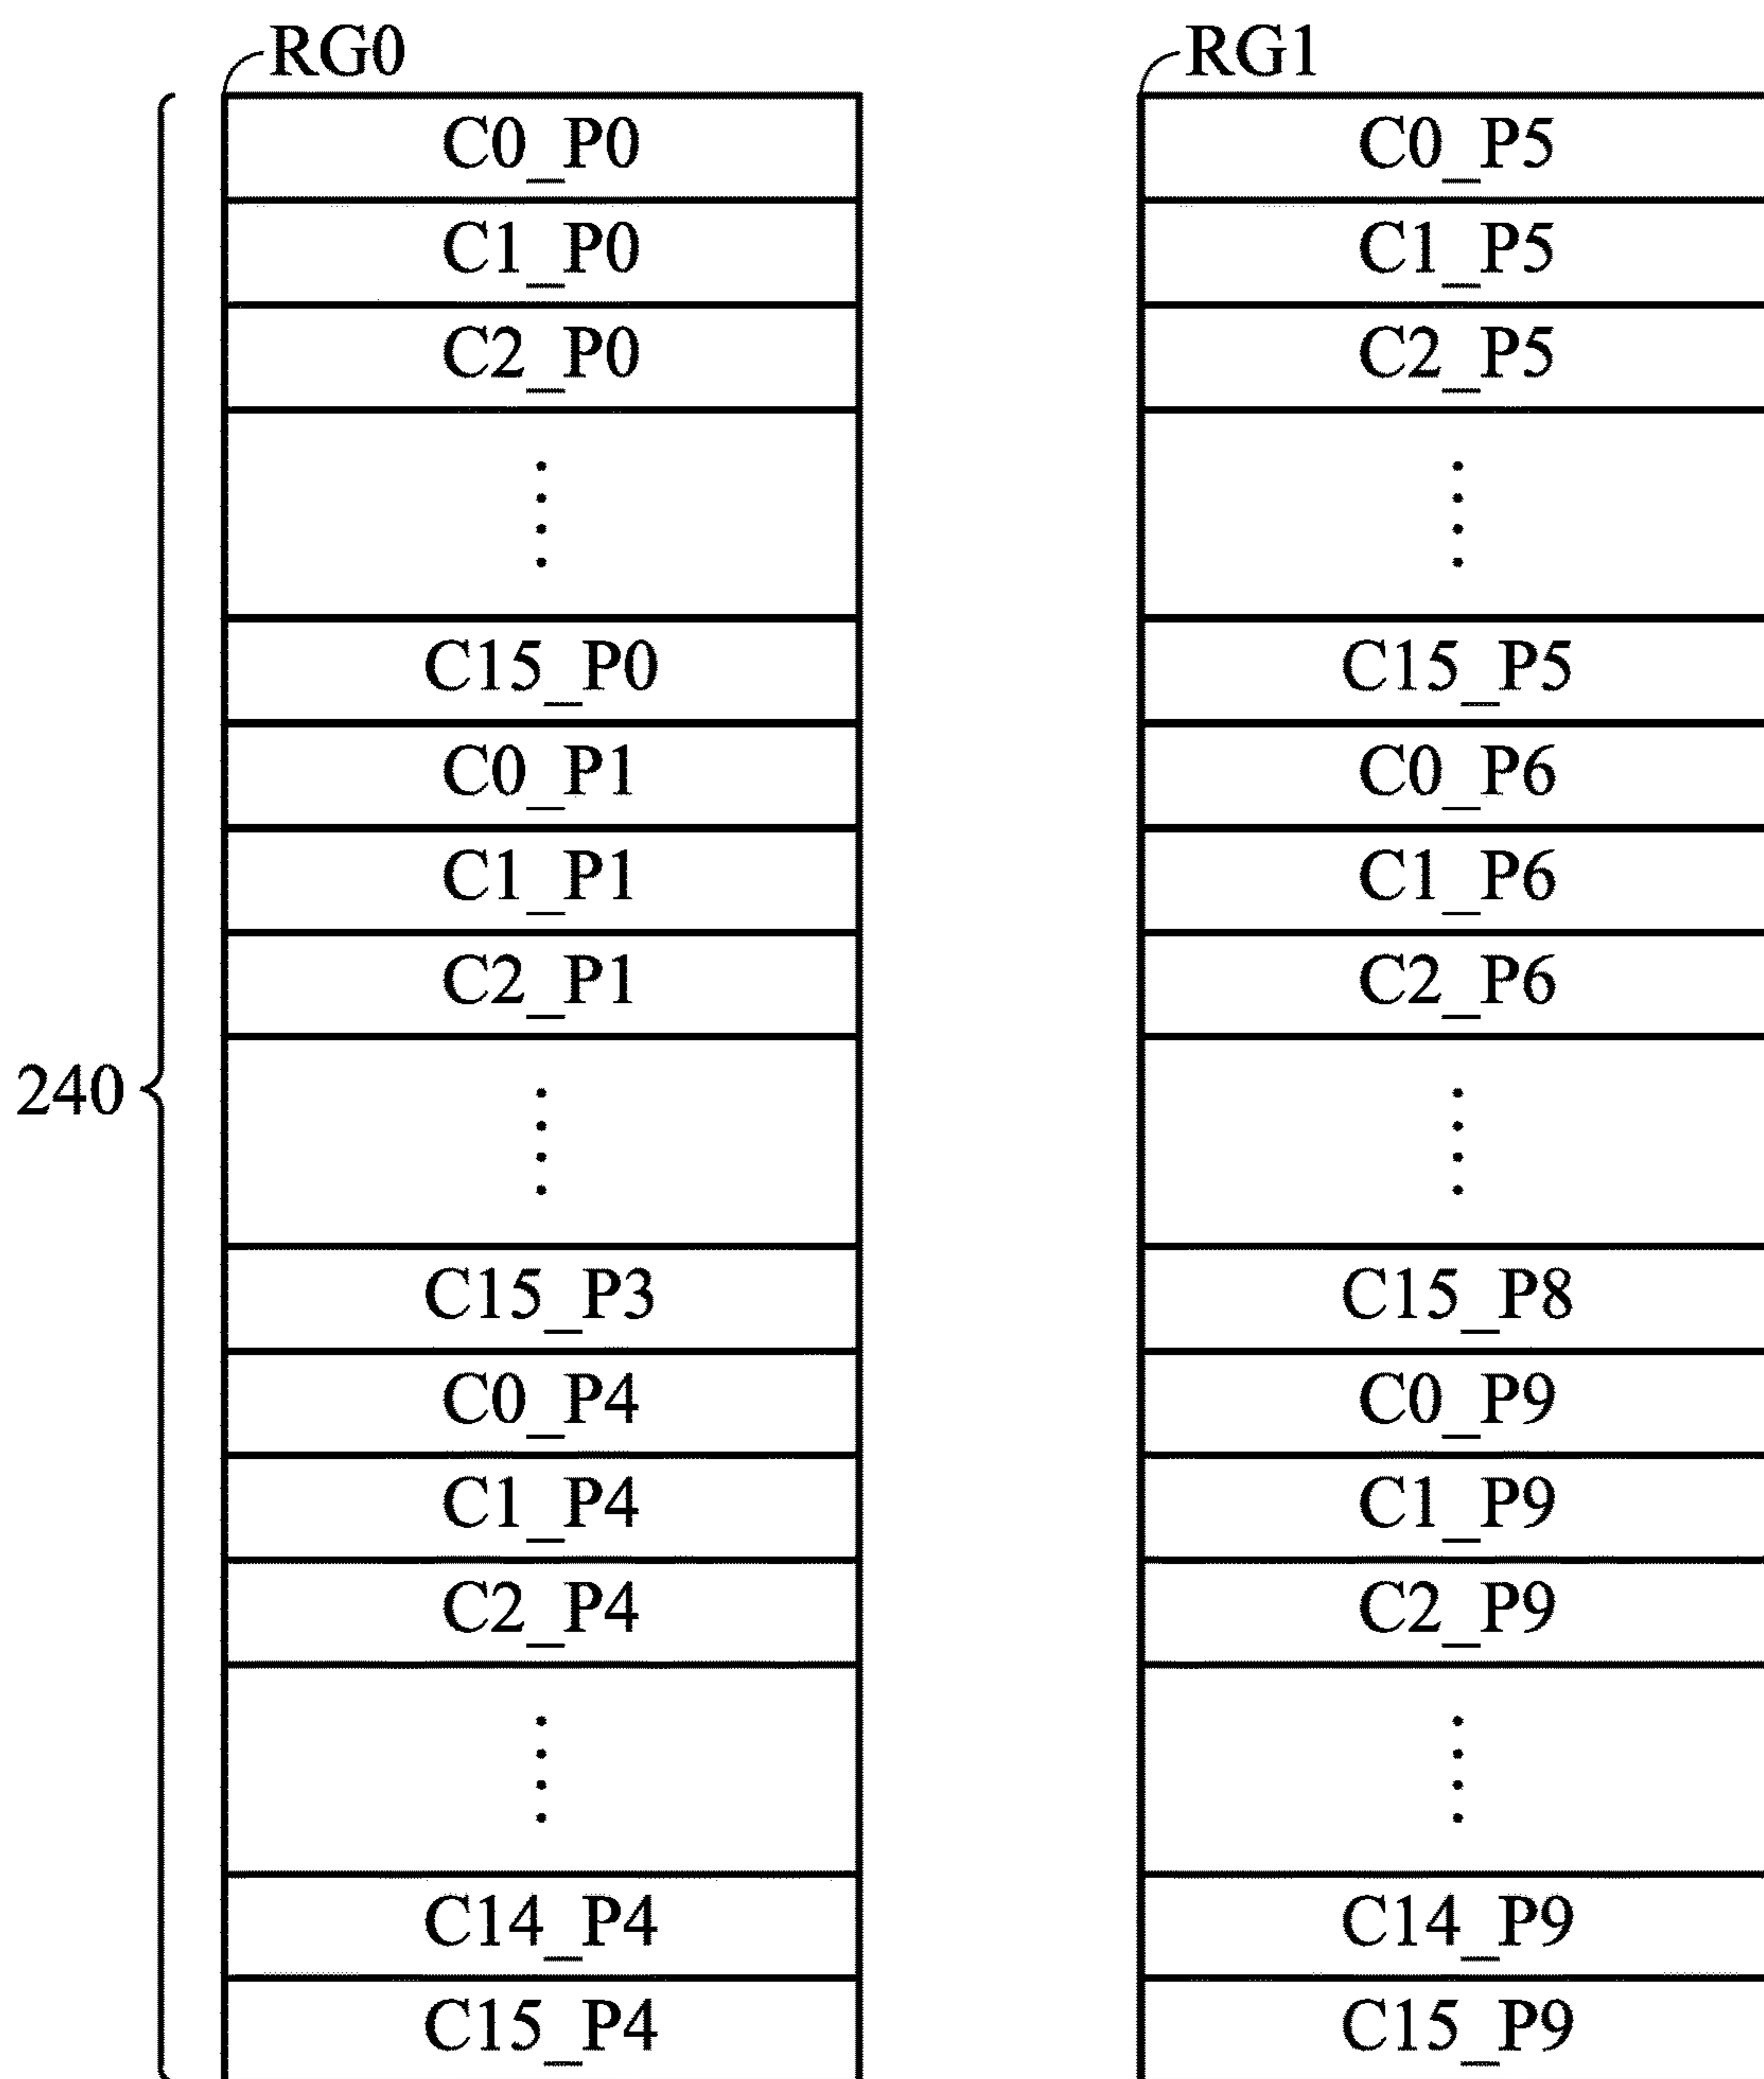 RG0
C0_P0
C1_P0
C2_P0
C15_P0
C0_P1
C1_P1
C2_P1
C15_P3
C0_P4
C1_P4
C2_P4
C14_P4
C15_P4
240
RG1
C0_P5
C1_P5
C2_P5
C15_P5
C0_P6
C1_P6
C2_P6
C15_P8
C0_P9
C1_P9
C2_P9
C14_P9
C15_P9